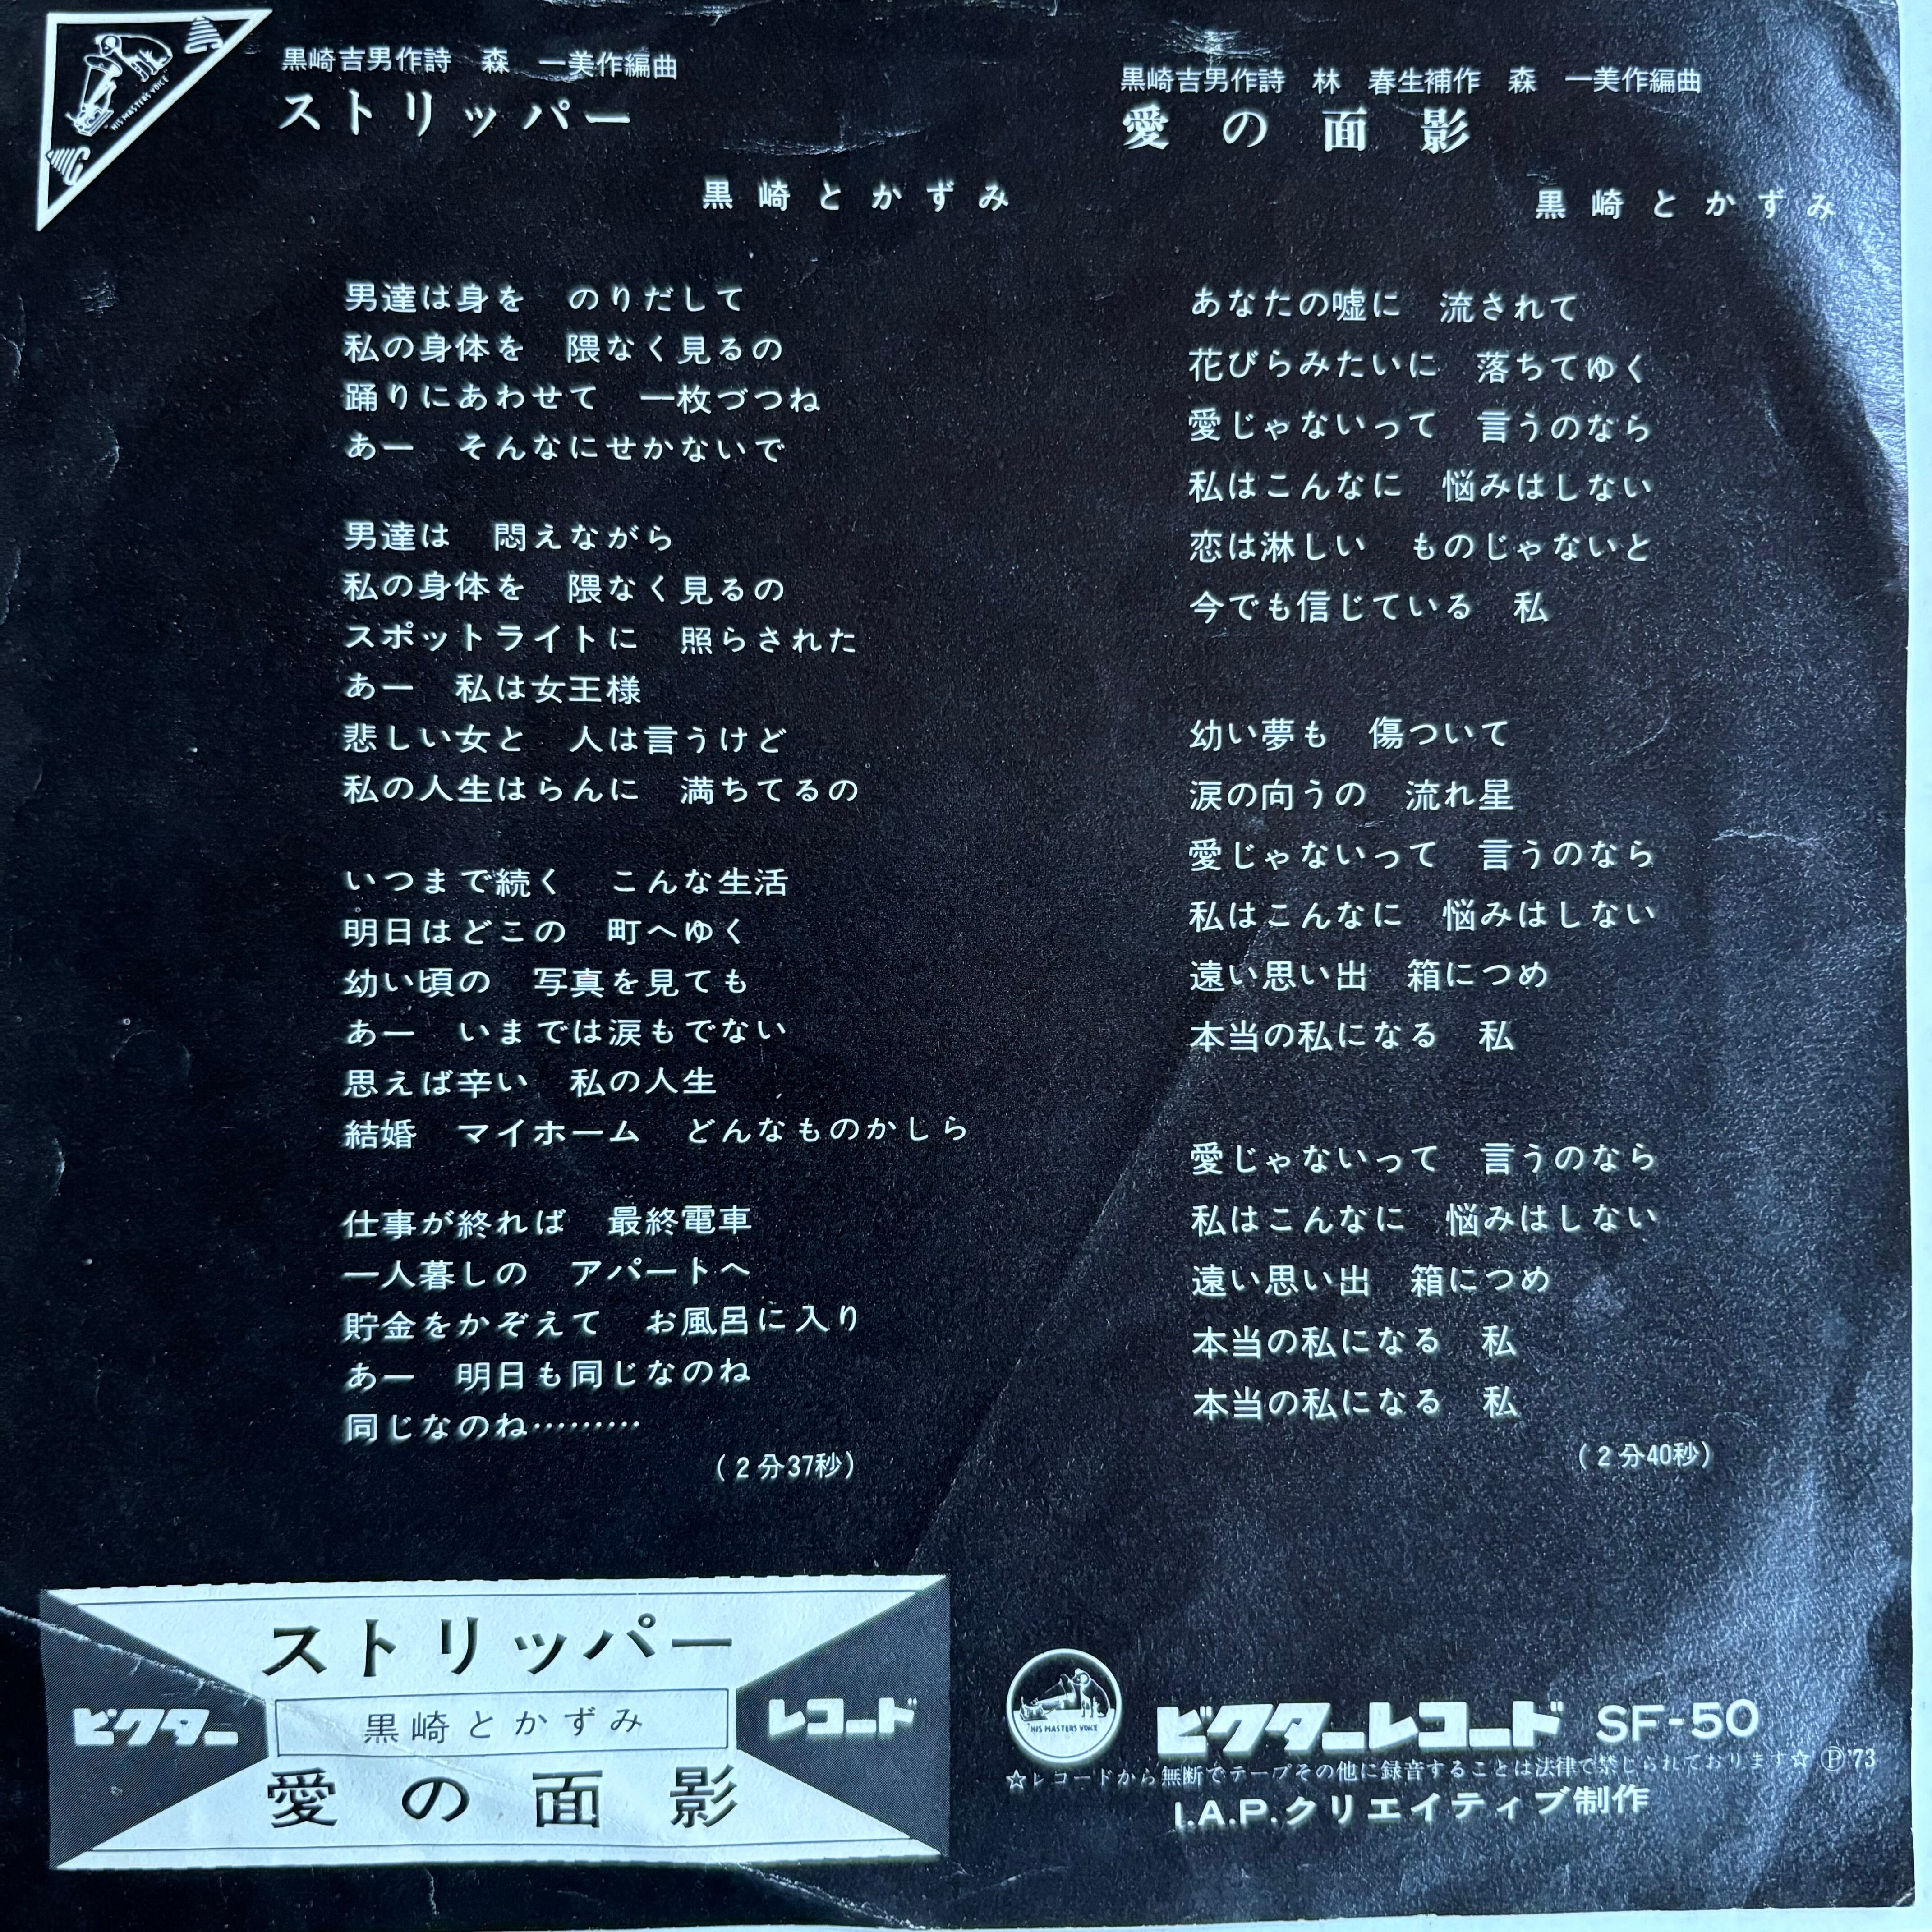 黒崎吉男作詩　森　一美作編曲
ストリッパー
黒崎とかずみ
男達は身を　のりだして
私の身体を　隈なく見るの
踊りにあわせて　一枚づつね
あー　そんなにせかないで
男達は　悶えながら
私の身体を　隈なく見るの
スポットライトに　照らされた
あー　私は女王様
悲しい女と　人は言うけど
私の人生はらんに　満ちてるの
いつまで続く　こんな生活
明日はどこの　町へゆく
幼い頃の　写真を見ても
あー　いまでは涙もでない
思えば辛い　私の人生
結婚　マイホーム　どんなものかしら
仕事が終れば　最終電車
一人暮しの　アパートへ
貯金をかぞえて　お風呂に入り
あー　明日も同じなのね
同じなのね………
(2分37秒)
黒崎吉男作詩　林　春生補作　森　一美作編曲
愛の面影
黒崎とかずみ
あなたの嘘に　流されて
花びらみたいに　落ちてゆく
愛じゃないって　言うのなら
私はこんなに　悩みはしない
恋は淋しい　ものじゃないと
今でも信じている　私
幼い夢も　傷ついて
涙の向うの　流れ星
愛じゃないって　言うのなら
私はこんなに　悩みはしない
遠い思い出　箱につめ
本当の私になる　私
愛じゃないって　言うのなら
私はこんなに　悩みはしない
遠い思い出　箱につめ
本当の私になる　私
本当の私になる　私
(2分40秒)
ストリッパー
ビクター　黒崎とかずみ　レコード
愛の面影
"HIS MASTERS VOICE"
HIS MASTERS VOICE
ビクターレコード SF-50
☆レコードから無断でテープその他に録音することは法律で禁じられております☆ Ⓟ'73
I.A.P.クリエイティブ制作